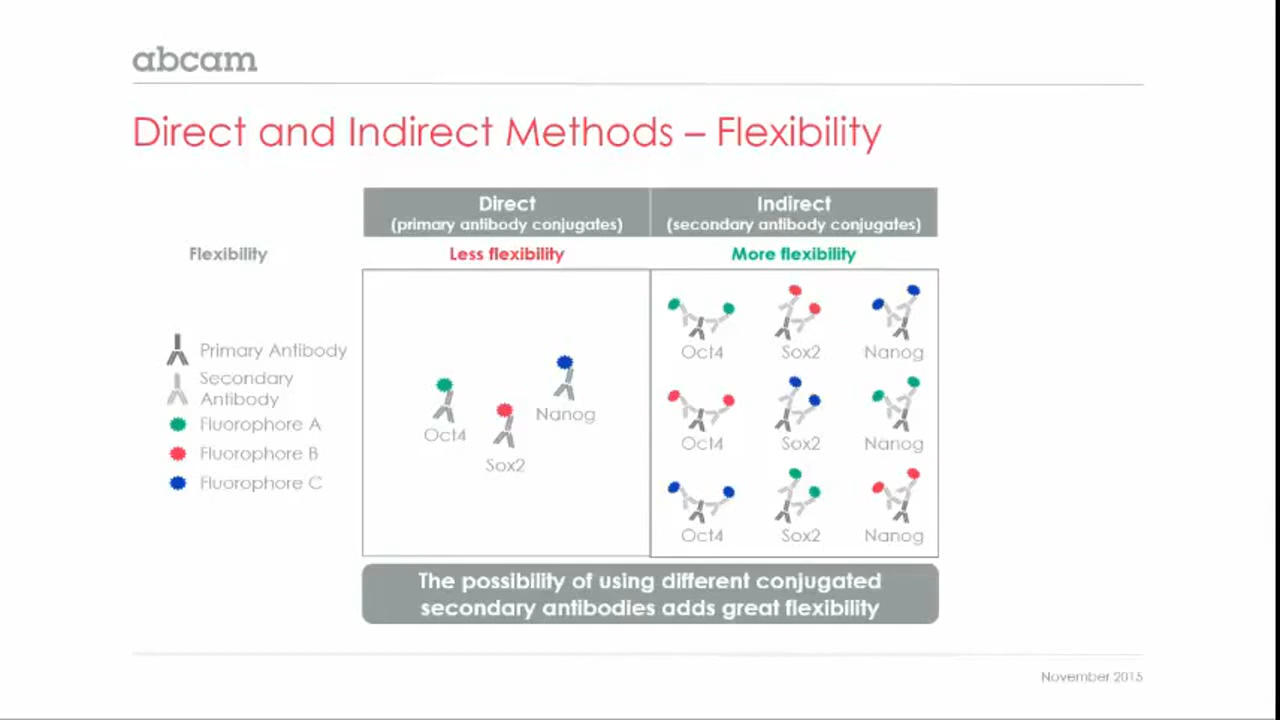 abcam
Direct and Indirect Methods – Flexibility
Direct
(primary antibody conjugates)
Indirect
(secondary antibody conjugates)
Flexibility
Less flexibility
More flexibility
Primary Antibody
Secondary
Antibody
Fluorophore A
Fluorophore B
Fluorophore C
Oct4
Sox2
Nanog
Oct4
Sox2
Nanog
Oct4
Sox2
Nanog
Oct4
Sox2
Nanog
The possibility of using different conjugated
secondary antibodies adds great flexibility
November 2015